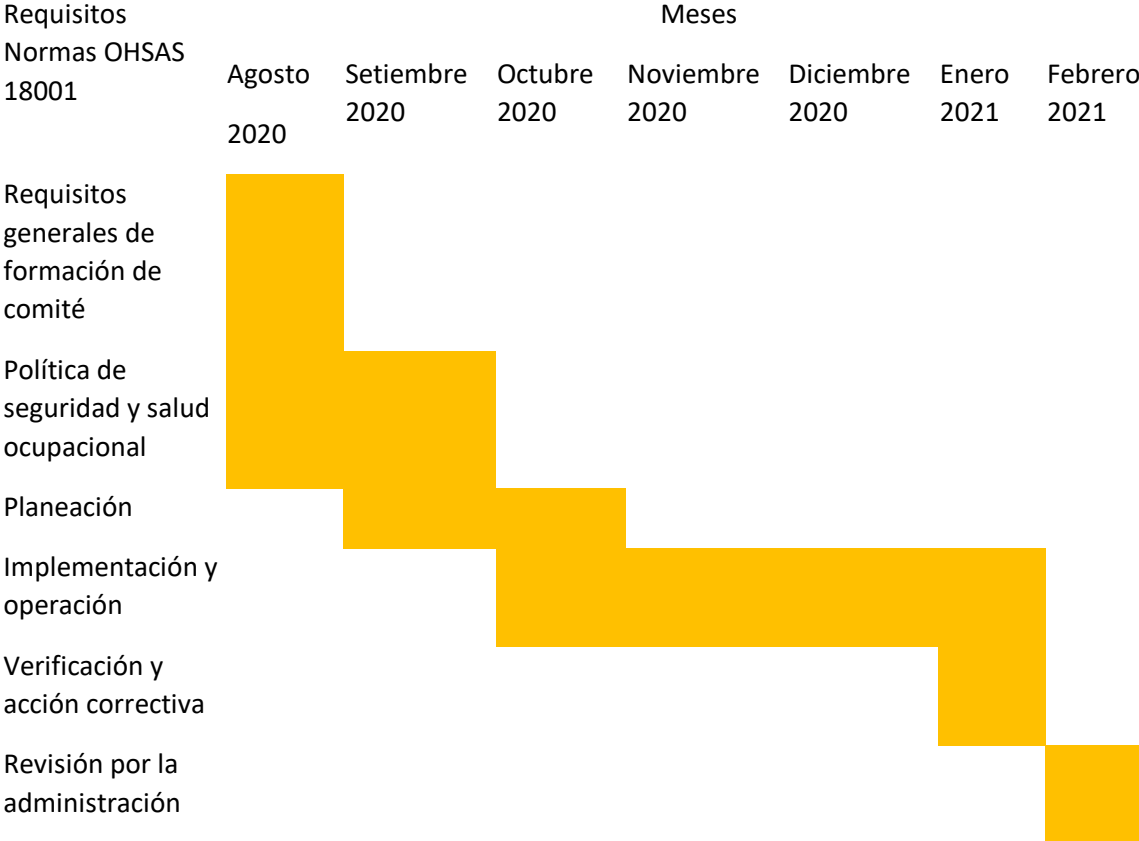 Requisitos
Normas OHSAS
18001
Meses
Agosto
2020
Setiembre
2020
Octubre
2020
Noviembre
2020
Diciembre
2020
Enero
2021
Febrero
2021
Requisitos
generales de
formación de
comité
Política de
seguridad y salud
ocupacional
Planeación
Implementación y
operación
Verificación y
acción correctiva
Revisión por la
administración